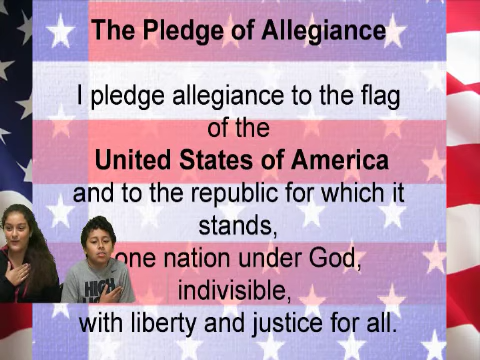 The Pledge of Allegiance
I pledge allegiance to the flag
of the
United States of America
and to the republic for which it
stands,
one nation under God,
indivisible,
with liberty and justice for all.
HIGH